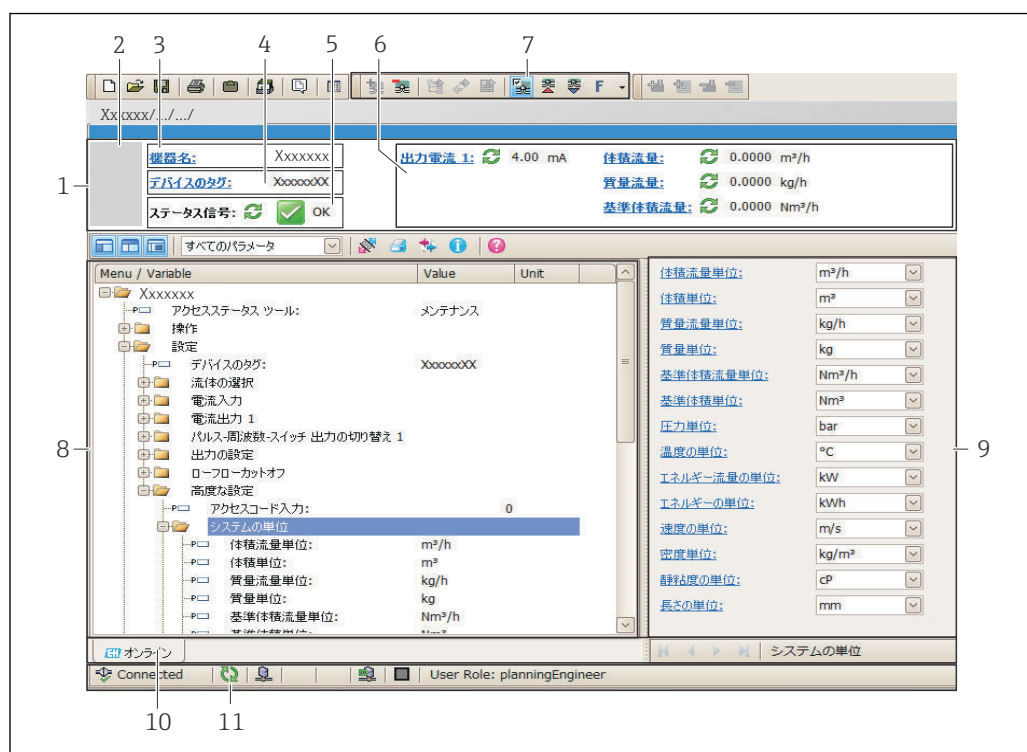 2 3 4 5 6 7
F
Xxxxxx/.../.../
機器名: Xxxxxxx
出力電流 1: 4.00 mA 体積流量: 0.0000 m³/h
1
デバイスのタグ: XxxxxxXX
質量流量: 0.0000 kg/h
ステータス信号: OK
基準体積流量: 0.0000 Nm³/h
すべてのパラメータ
Menu / Variable Value Unit
Xxxxxxx
アクセスステータス ツール: メンテナンス
操作
設定
デバイスのタグ: XxxxxxXX
流体の選択
電流入力
電流出力 1
パルス-周波数-スイッチ 出力の切り替え 1
出力の設定
ローフローカットオフ
高度な設定
アクセスコード入力: 0
システムの単位
体積流量単位: m³/h
体積単位: m³
質量流量単位: kg/h
質量単位: kg
基準体積流量単位: Nm³/h
8
体積流量単位: m³/h
体積単位: m³
質量流量単位: kg/h
質量単位: kg
基準体積流量単位: Nm³/h
基準体積単位: Nm³
圧力単位: bar
温度の単位: °C
エネルギー流量の単位: kW
エネルギーの単位: kWh
速度の単位: m/s
密度単位: kg/m³
静粘度の単位: cP
長さの単位: mm
9
オンライン
システムの単位
Connected User Role: planningEngineer
10 11